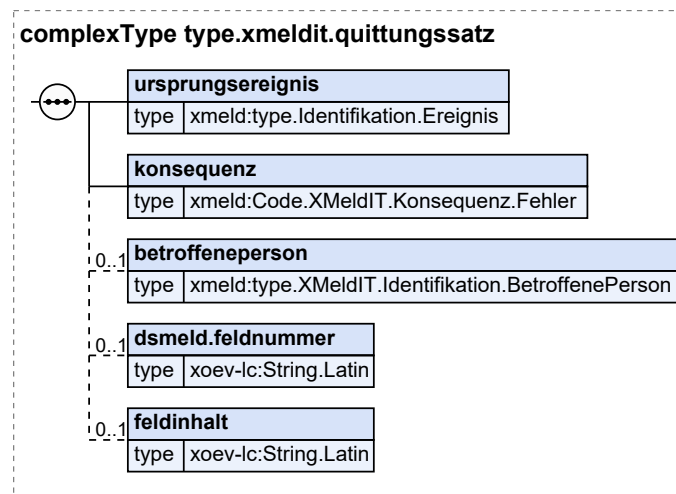 complexType type.xmeldit.quittungssatz
ursprungsereignis
type xmeld:type.Identifikation.Ereignis
konsequenz
type xmeld:Code.XMeldIT.Konsequenz.Fehler
0..1 betroffeneperson
type xmeld:type.XMeldIT.Identifikation.BetroffenePerson
0..1 dsmeld.feldnummer
type xoev-lc:String.Latin
0..1 feldinhalt
type xoev-lc:String.Latin